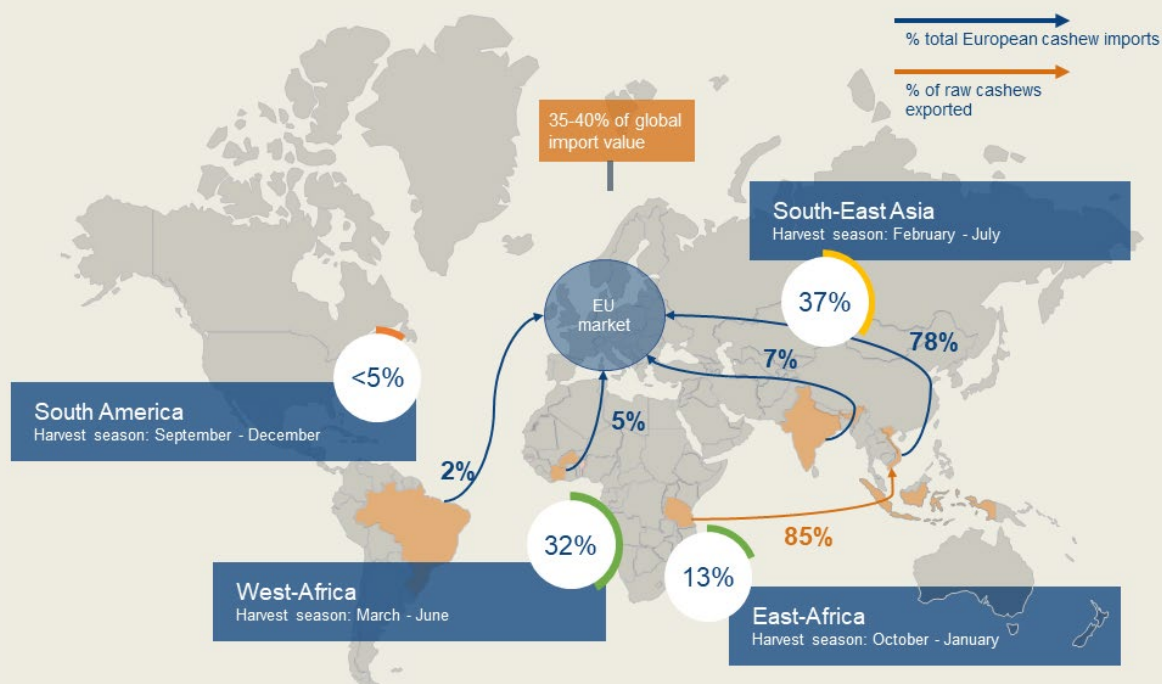 % total European cashew imports
% of raw cashews
exported
35-40% of global
import value
South-East Asia
Harvest season: February - July
37%
EU
market
78%
7%
<5%
South America
Harvest season: September - December
5%
2%
85%
32%
West-Africa
Harvest season: March - June
13%
East-Africa
Harvest season: October - January